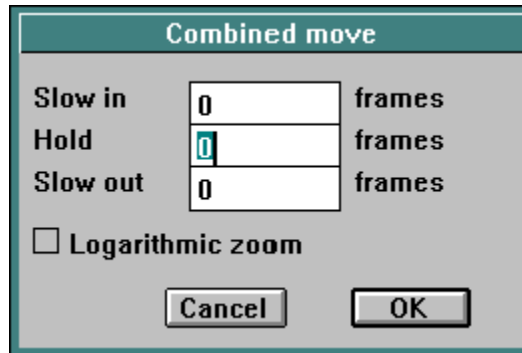 Combined move
Slow in 0 frames
Hold 0 frames
Slow out 0 frames
Logarithmic zoom
Cancel OK